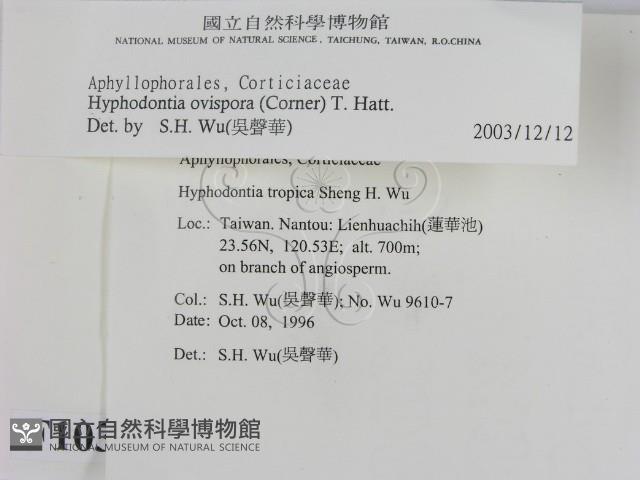 國立自然科學博物館
NATIONAL MUSEUM OF NATURAL SCIENCE, TAICHUNG, TAIWAN, R.O.CHINA
Aphyllophorales, Corticiaceae
Hyphodontia ovispora (Corner) T. Hatt.
Det. by S.H. Wu(吳聲華)
2003/12/12
Aphyllophorales, Corticiaceae
Hyphodontia tropica Sheng H. Wu
Loc.: Taiwan. Nantou: Lienhuachih(蓮華池)
23.56N, 120.53E; alt. 700m;
on branch of angiosperm.
Col.: S.H. Wu(吳聲華); No. Wu 9610-7
Date: Oct. 08, 1996
Det.: S.H. Wu(吳聲華)
國立自然科學博物館
NATIONAL MUSEUM OF NATURAL SCIENCE